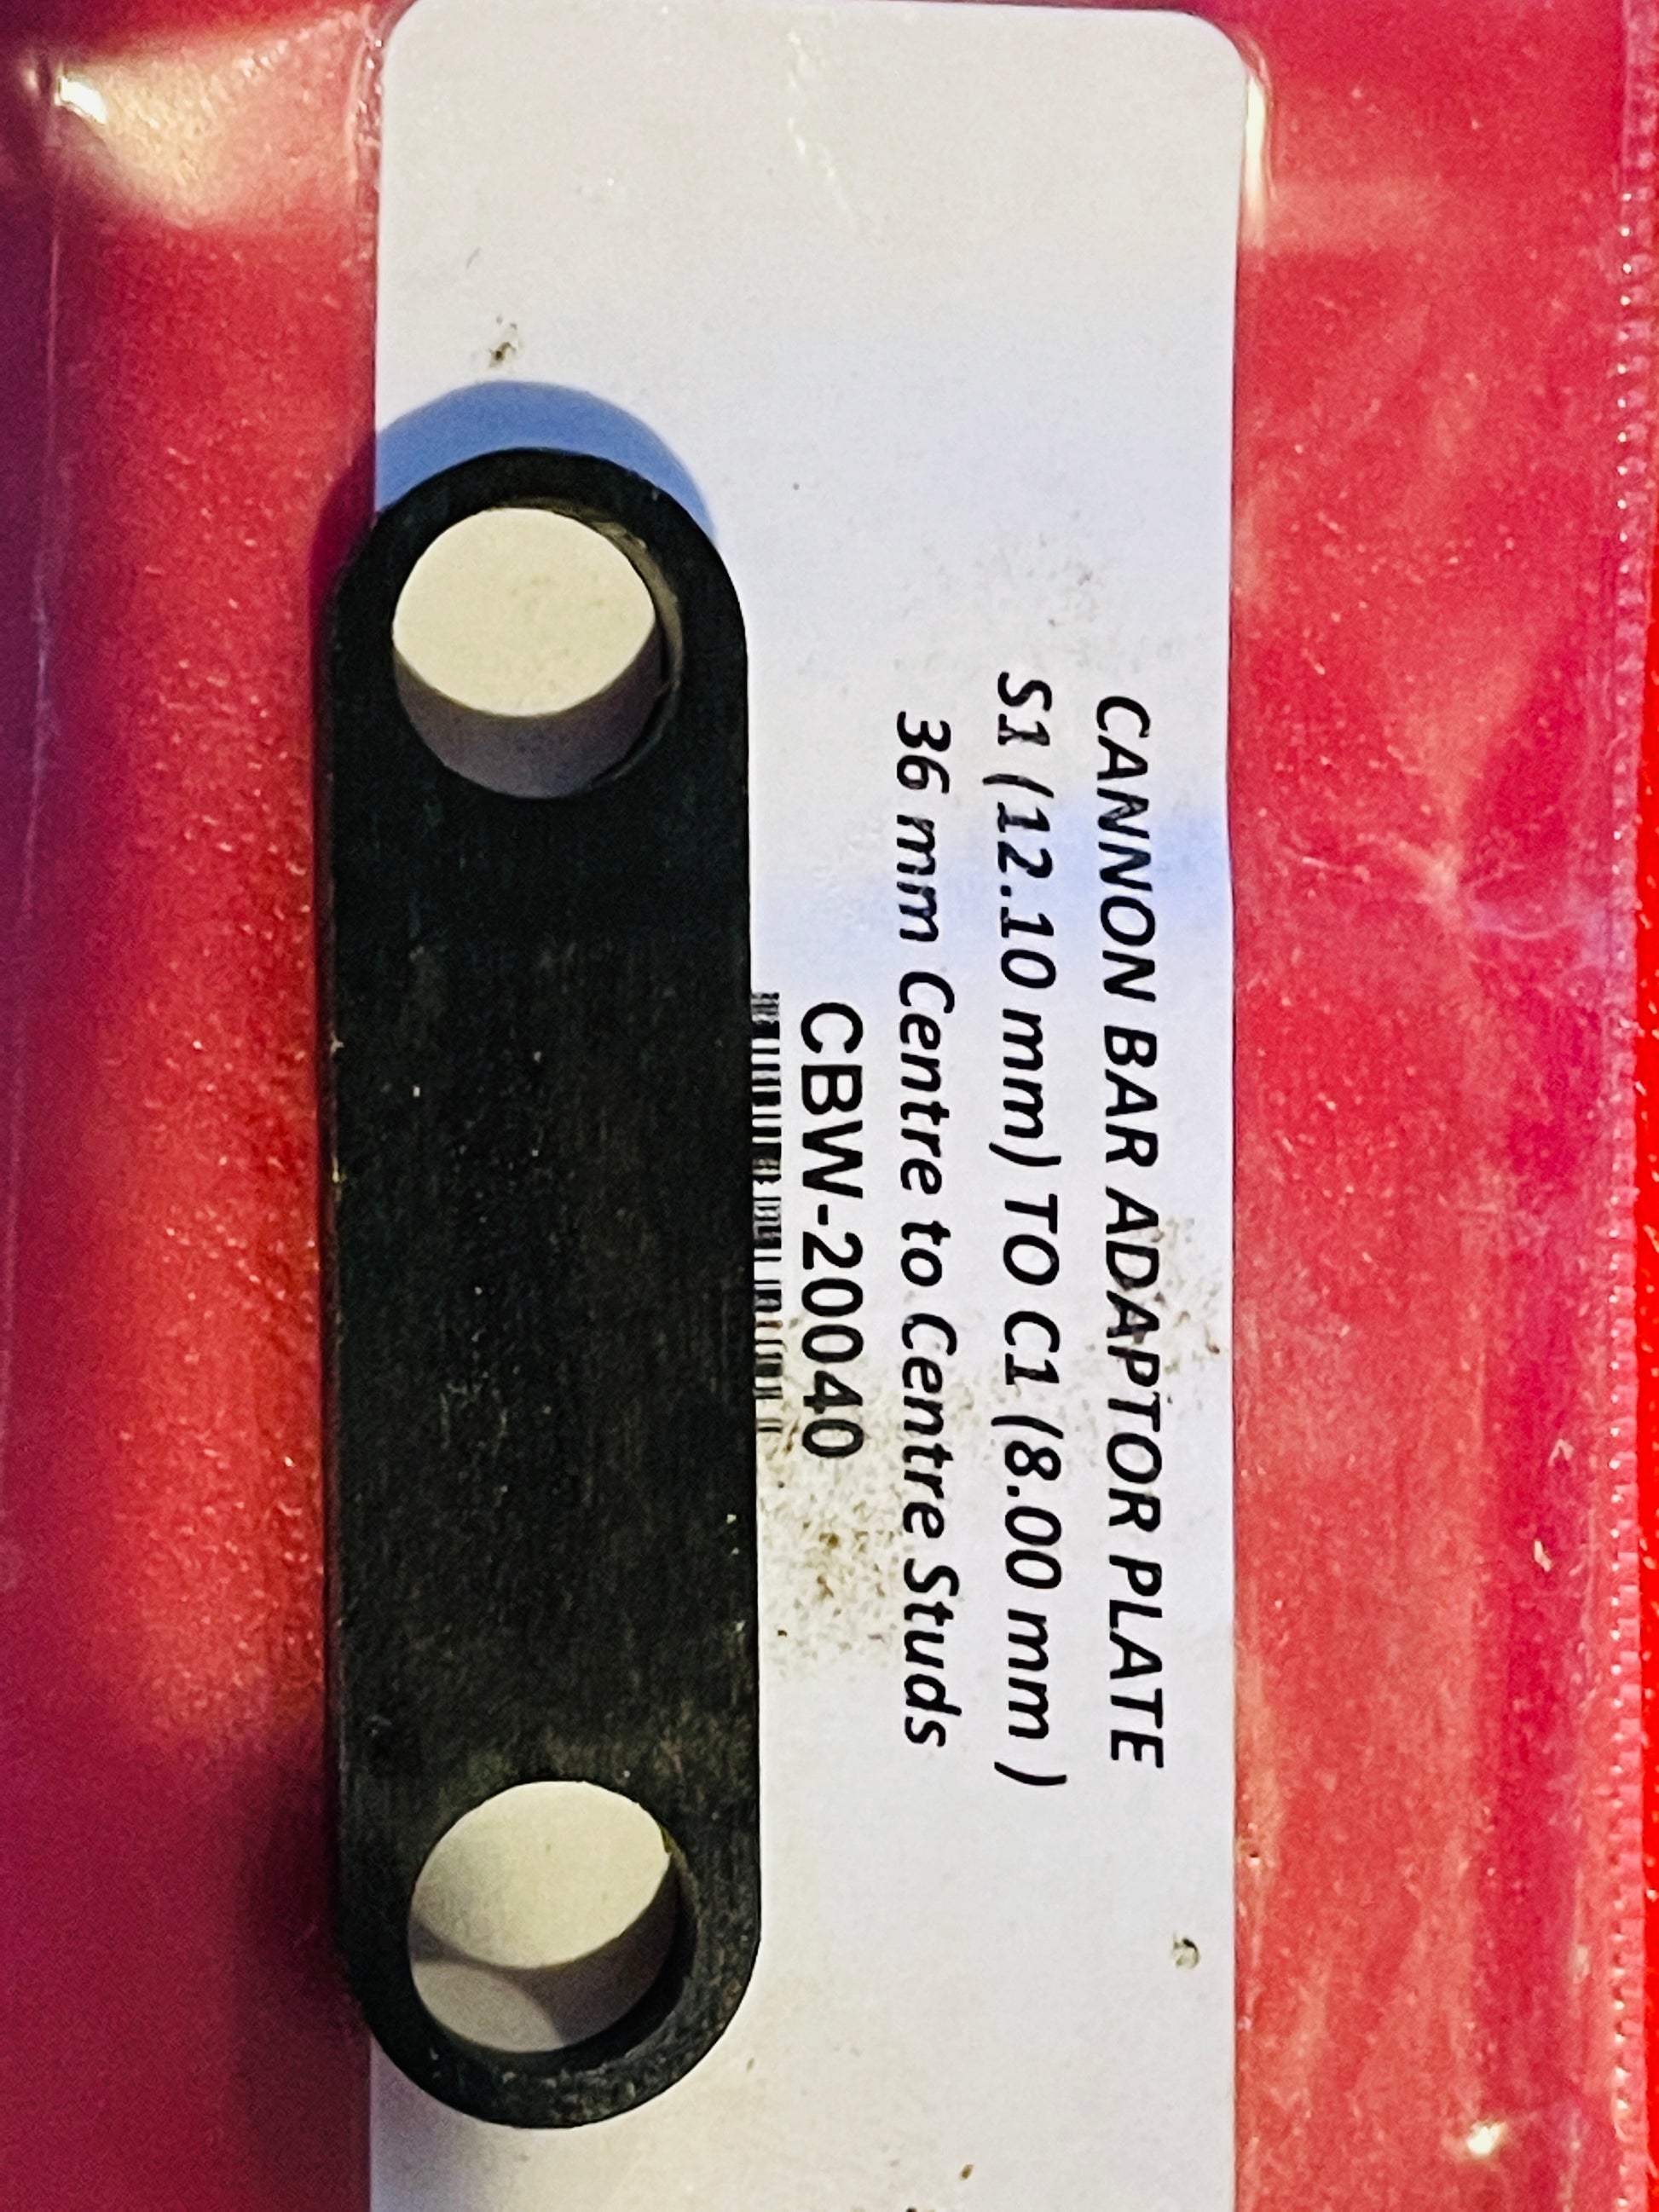 CANNON BAR ADAPTOR PLATE
S1 (12.10 mm) TO C1 (8.00 mm )
36 mm Centre to Centre Studs
CBW-20040